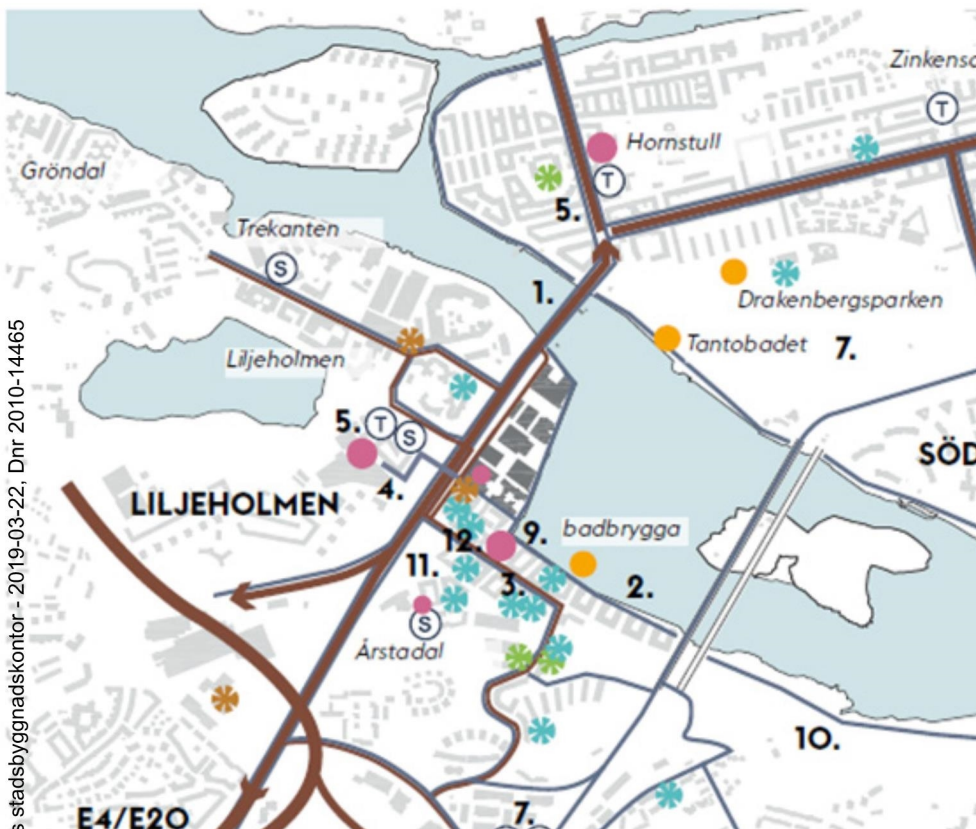 Zinkens
T
Hornstull
Gröndal
T
5.
Trekanten
S
1.
Drakenbergsparken
Tantobadet 7.
Liljeholmen
5. T S
SÖD
4.
LILJEHOLMEN
12. 9. badbrygga
11. 3. 2.
S
Årstadal
10.
7.
E4/E20
s stadsbyggnadskontor - 2019-03-22, Dnr 2010-14465